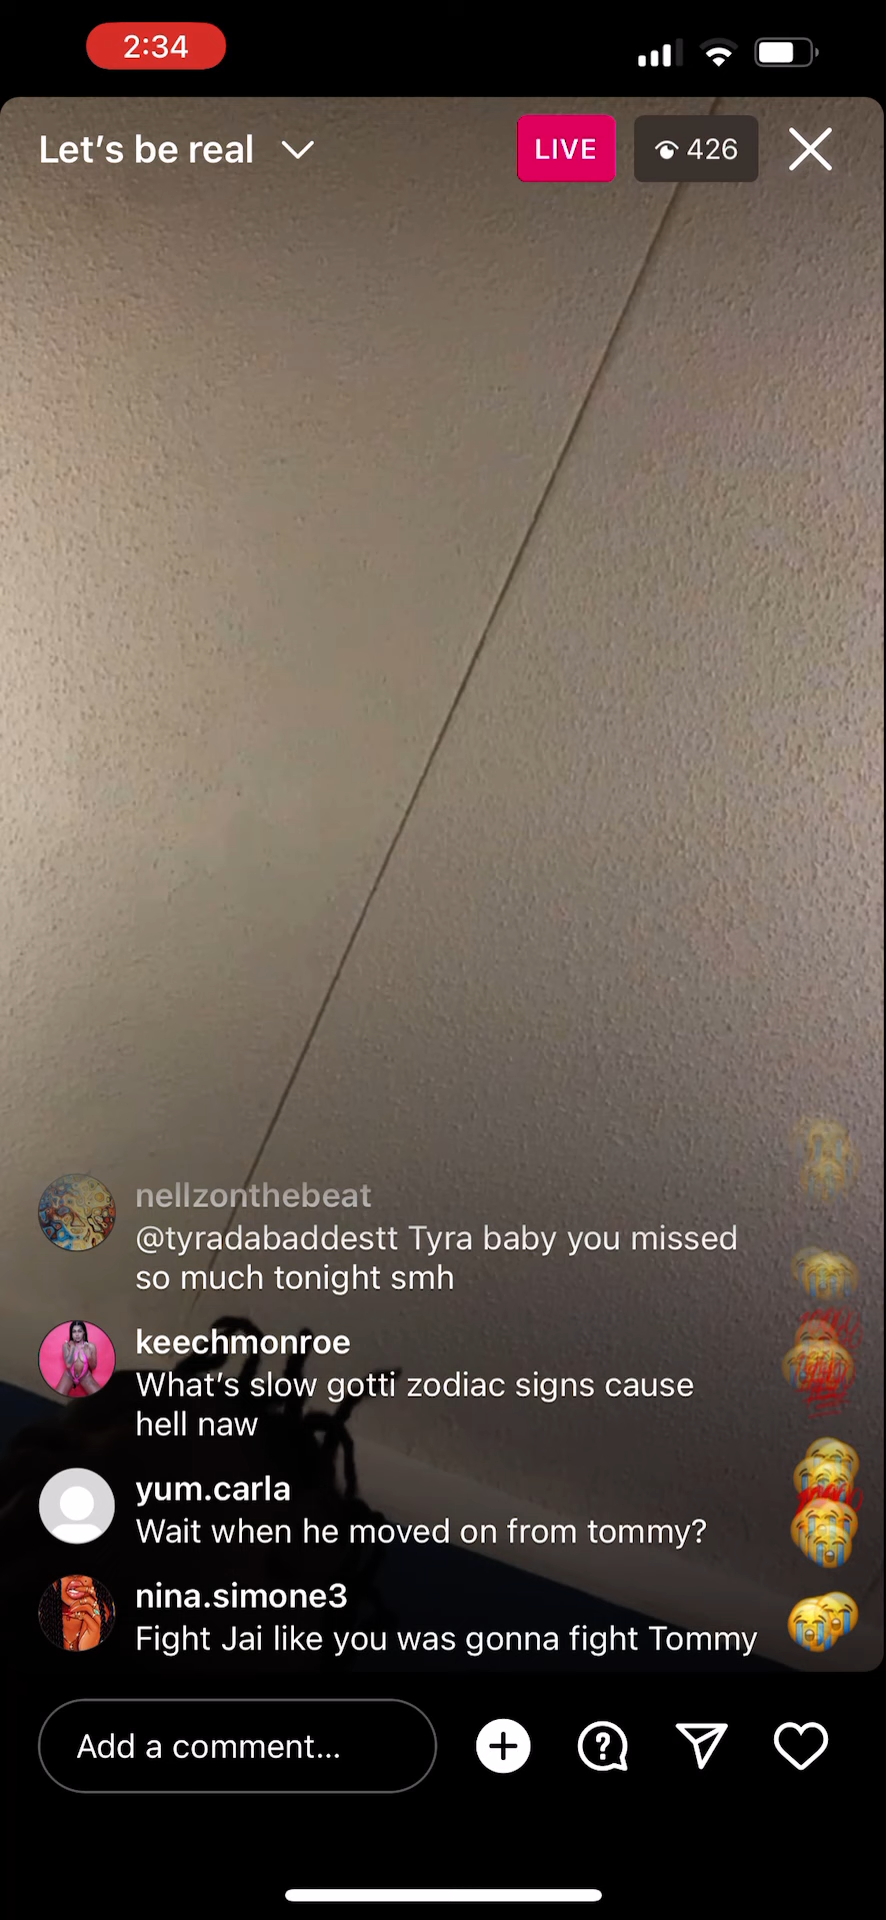 2:34
Let’s be real
LIVE
426
nellzonthebeat
@tyradabaddestt Tyra baby you missed
so much tonight smh
keechmonroe
What’s slow gotti zodiac signs cause
hell naw
yum.carla
Wait when he moved on from tommy?
nina.simone3
Fight Jai like you was gonna fight Tommy
Add a comment...